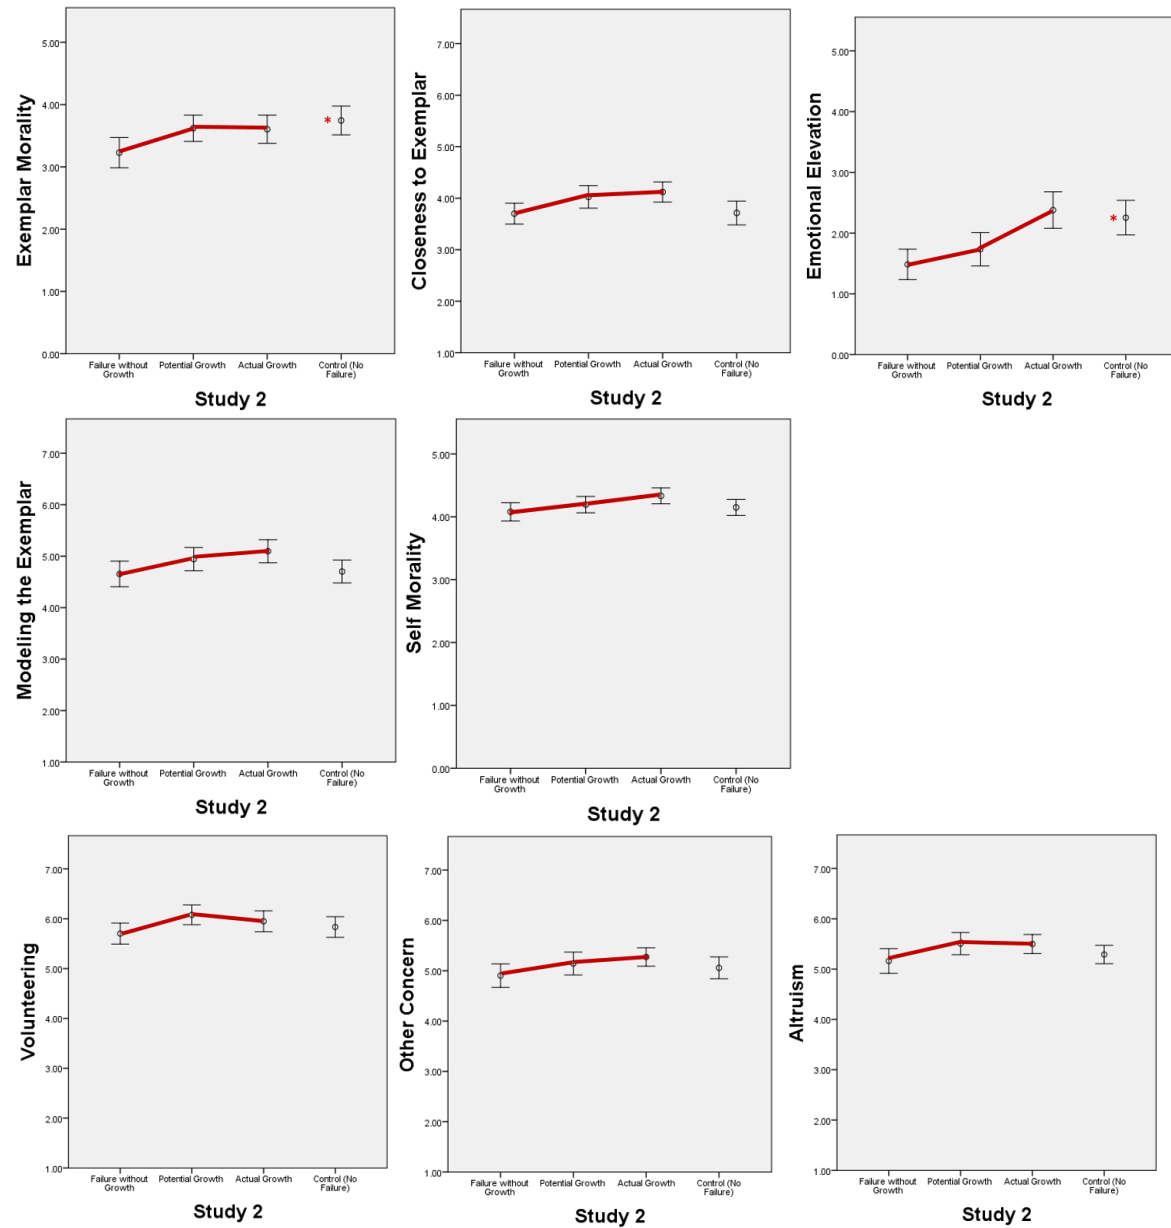 Exemplar Morality
5.00
4.00
3.00
2.00
1.00
0.00
*
Failure without
Growth
Potential Growth
Actual Growth
Control (No
Failure)
Study 2
Closeness to Exemplar
7.00
6.00
5.00
4.00
3.00
2.00
1.00
Failure without
Growth
Potential Growth
Actual Growth
Control (No
Failure)
Study 2
Emotional Elevation
5.00
4.00
3.00
2.00
1.00
0.00
*
Failure without
Growth
Potential Growth
Actual Growth
Control (No
Failure)
Study 2
Modeling the Exemplar
7.00
6.00
5.00
4.00
3.00
2.00
1.00
Failure without
Growth
Potential Growth
Actual Growth
Control (No
Failure)
Study 2
Self Morality
5.00
4.00
3.00
2.00
1.00
0.00
Failure without
Growth
Potential Growth
Actual Growth
Control (No
Failure)
Study 2
Volunteering
7.00
6.00
5.00
4.00
3.00
2.00
1.00
Failure without
Growth
Potential Growth
Actual Growth
Control (No
Failure)
Study 2
Other Concern
7.00
6.00
5.00
4.00
3.00
2.00
1.00
Failure without
Growth
Potential Growth
Actual Growth
Control (No
Failure)
Study 2
Altruism
7.00
6.00
5.00
4.00
3.00
2.00
1.00
Failure without
Growth
Potential Growth
Actual Growth
Control (No
Failure)
Study 2